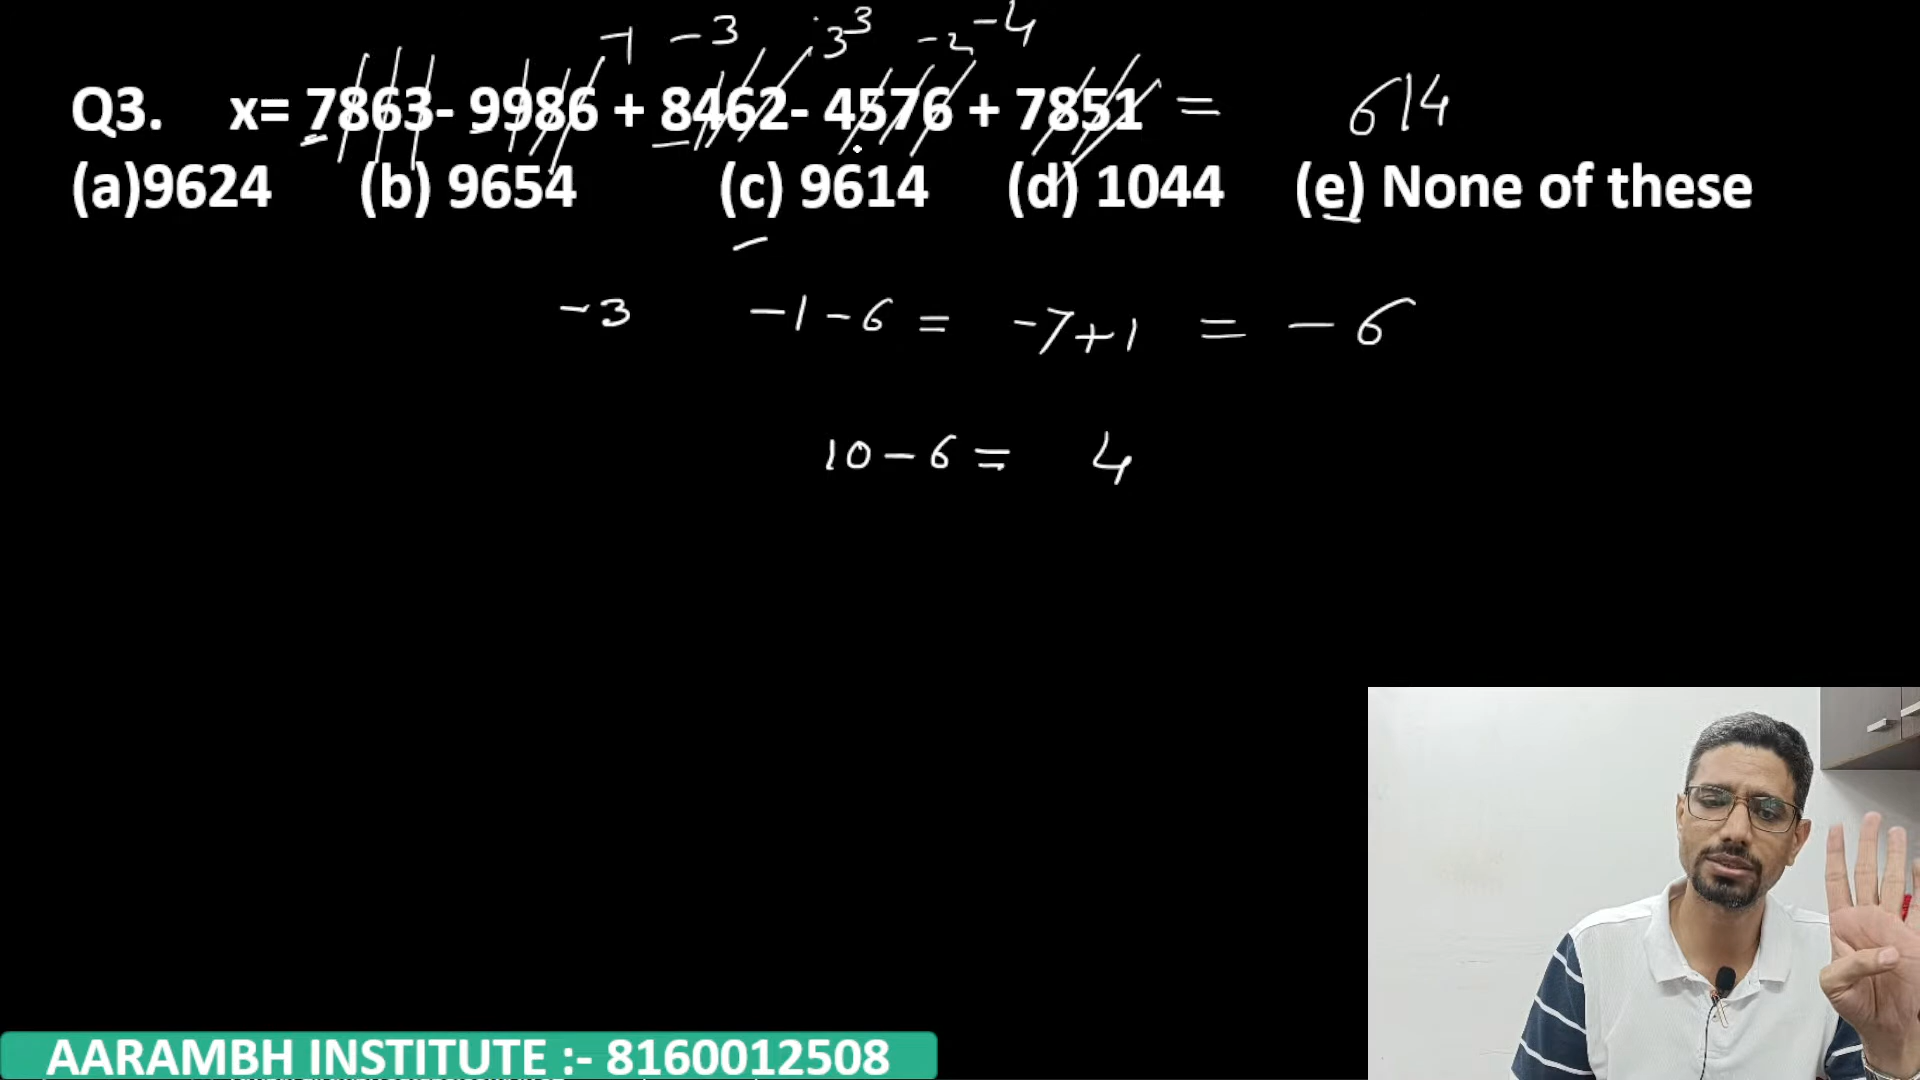 -1 -3 3 3 -2 -4
Q3. x= 7863- 9986 + 8462- 4576 + 7851 = 614
(a)9624 (b) 9654 (c) 9614 (d) 1044 (e) None of these
-3 -1-6= -7+1 = -6
10-6= 4
AARAMBH INSTITUTE :- 8160012508